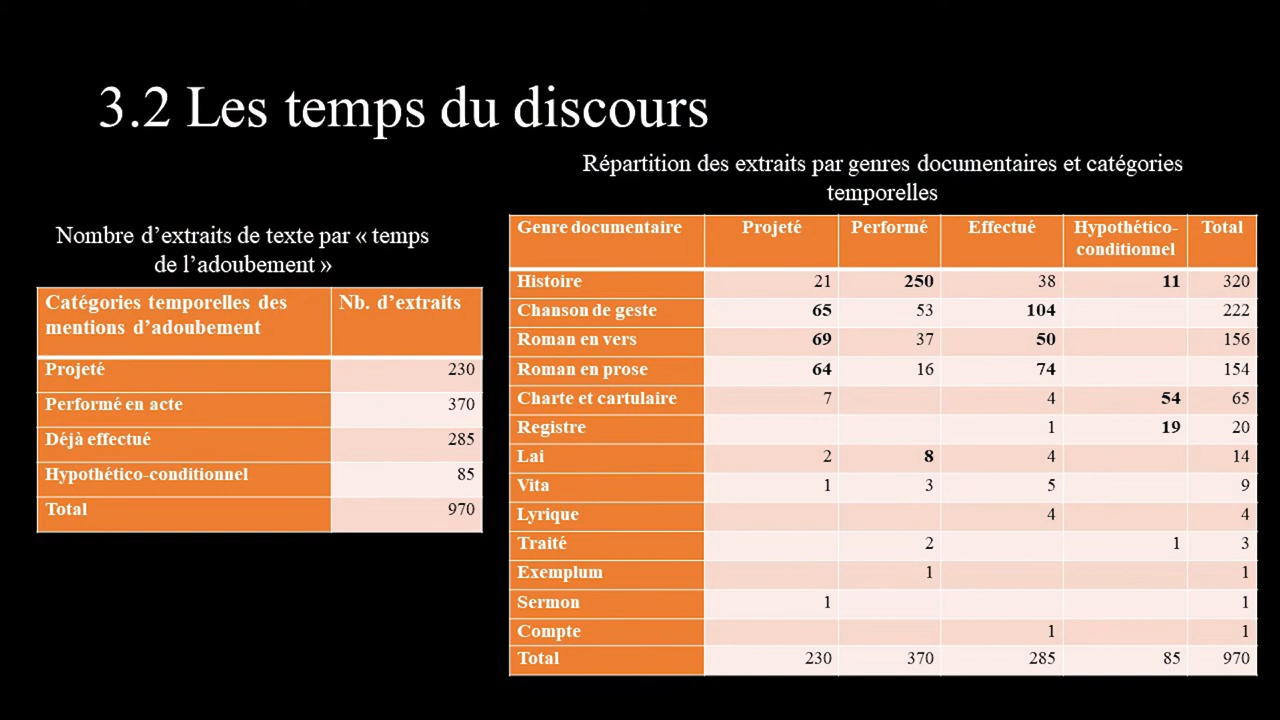 3.2 Les temps du discours
Nombre d’extraits de texte par « temps
de l’adoubement »
Catégories temporelles des
mentions d’adoubement
Nb. d’extraits
Projeté 230
Performé en acte 370
Déjà effectué 285
Hypothético-conditionnel 85
Total 970
Répartition des extraits par genres documentaires et catégories
temporelles
Genre documentaire Projeté Performé Effectué Hypothético-
conditionnel Total
Histoire 21 250 38 11 320
Chanson de geste 65 53 104 222
Roman en vers 69 37 50 156
Roman en prose 64 16 74 154
Charte et cartulaire 7 4 54 65
Registre 1 19 20
Lai 2 8 4 14
Vita 1 3 5 9
Lyrique 4 4
Traité 2 1 3
Exemplum 1 1
Sermon 1 1
Compte 1 1
Total 230 370 285 85 970